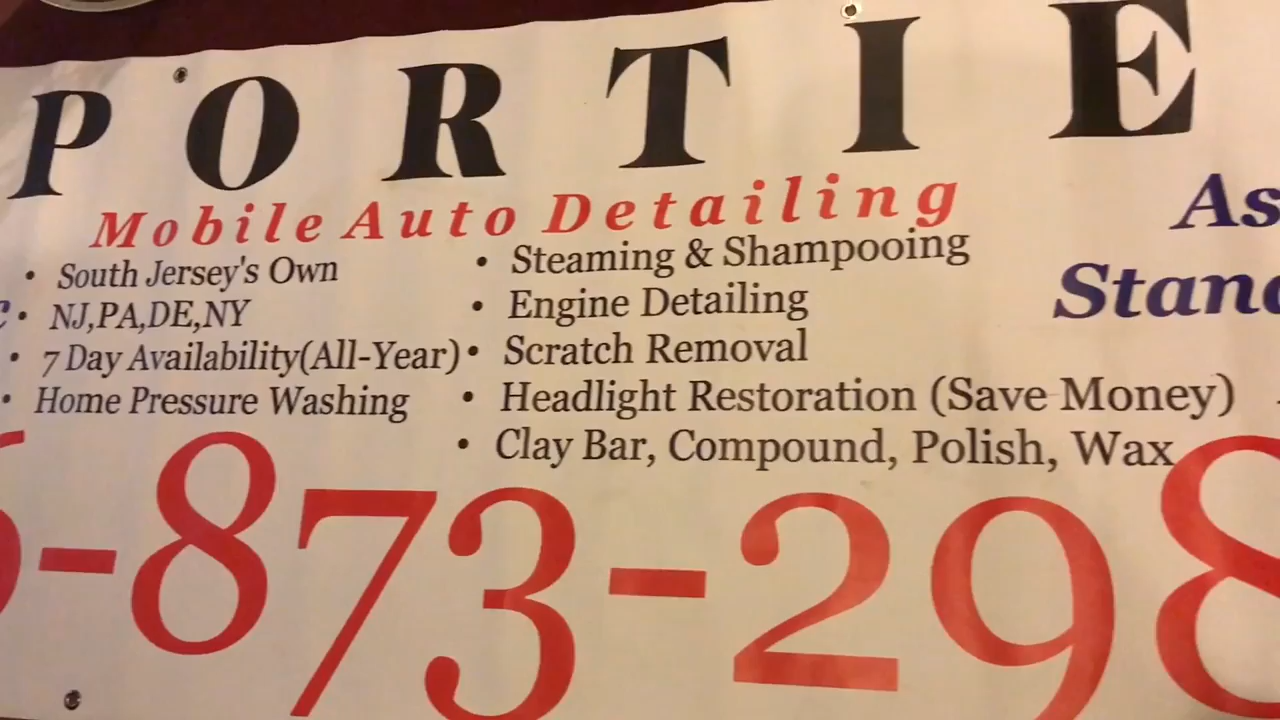 PORTIE
Mobile Auto Detailing
• South Jersey's Own
• NJ,PA,DE,NY
• 7 Day Availability(All-Year)
• Home Pressure Washing
• Steaming & Shampooing
• Engine Detailing
• Scratch Removal
• Headlight Restoration (Save Money)
• Clay Bar, Compound, Polish, Wax
As
Stand
-873-298